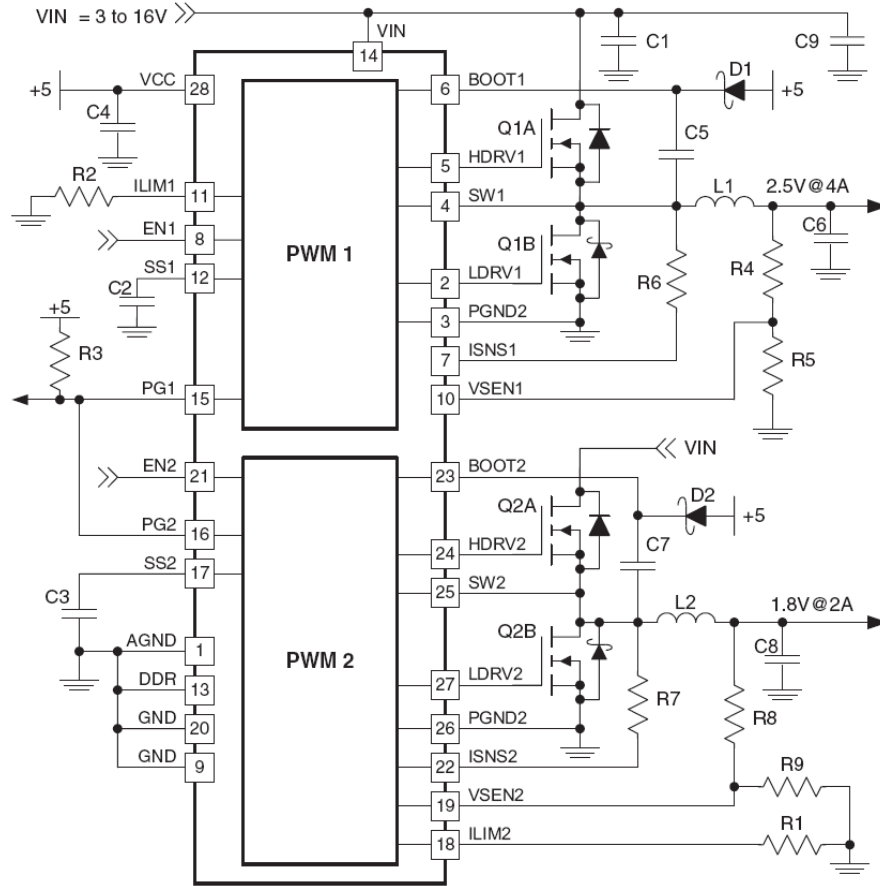 VIN = 3 to 16V
VIN
14
C1
C9
+5
VCC
28
6
BOOT1
D1
+5
C4
Q1A
C5
5
HDRV1
R2
ILIM1
11
4
SW1
L1
2.5V@4A
EN1
8
PWM 1
Q1B
C6
SS1
12
2
LDRV1
R6
R4
C2
+5
3
PGND2
R3
7
ISNS1
R5
PG1
15
10
VSEN1
VIN
EN2
21
23
BOOT2
D2
Q2A
+5
PG2
16
24
HDRV2
C7
SS2
17
25
SW2
C3
L2
1.8V@2A
Q2B
AGND
1
PWM 2
C8
DDR
13
27
LDRV2
R7
R8
GND
20
26
PGND2
GND
9
22
ISNS2
R9
19
VSEN2
R1
18
ILIM2